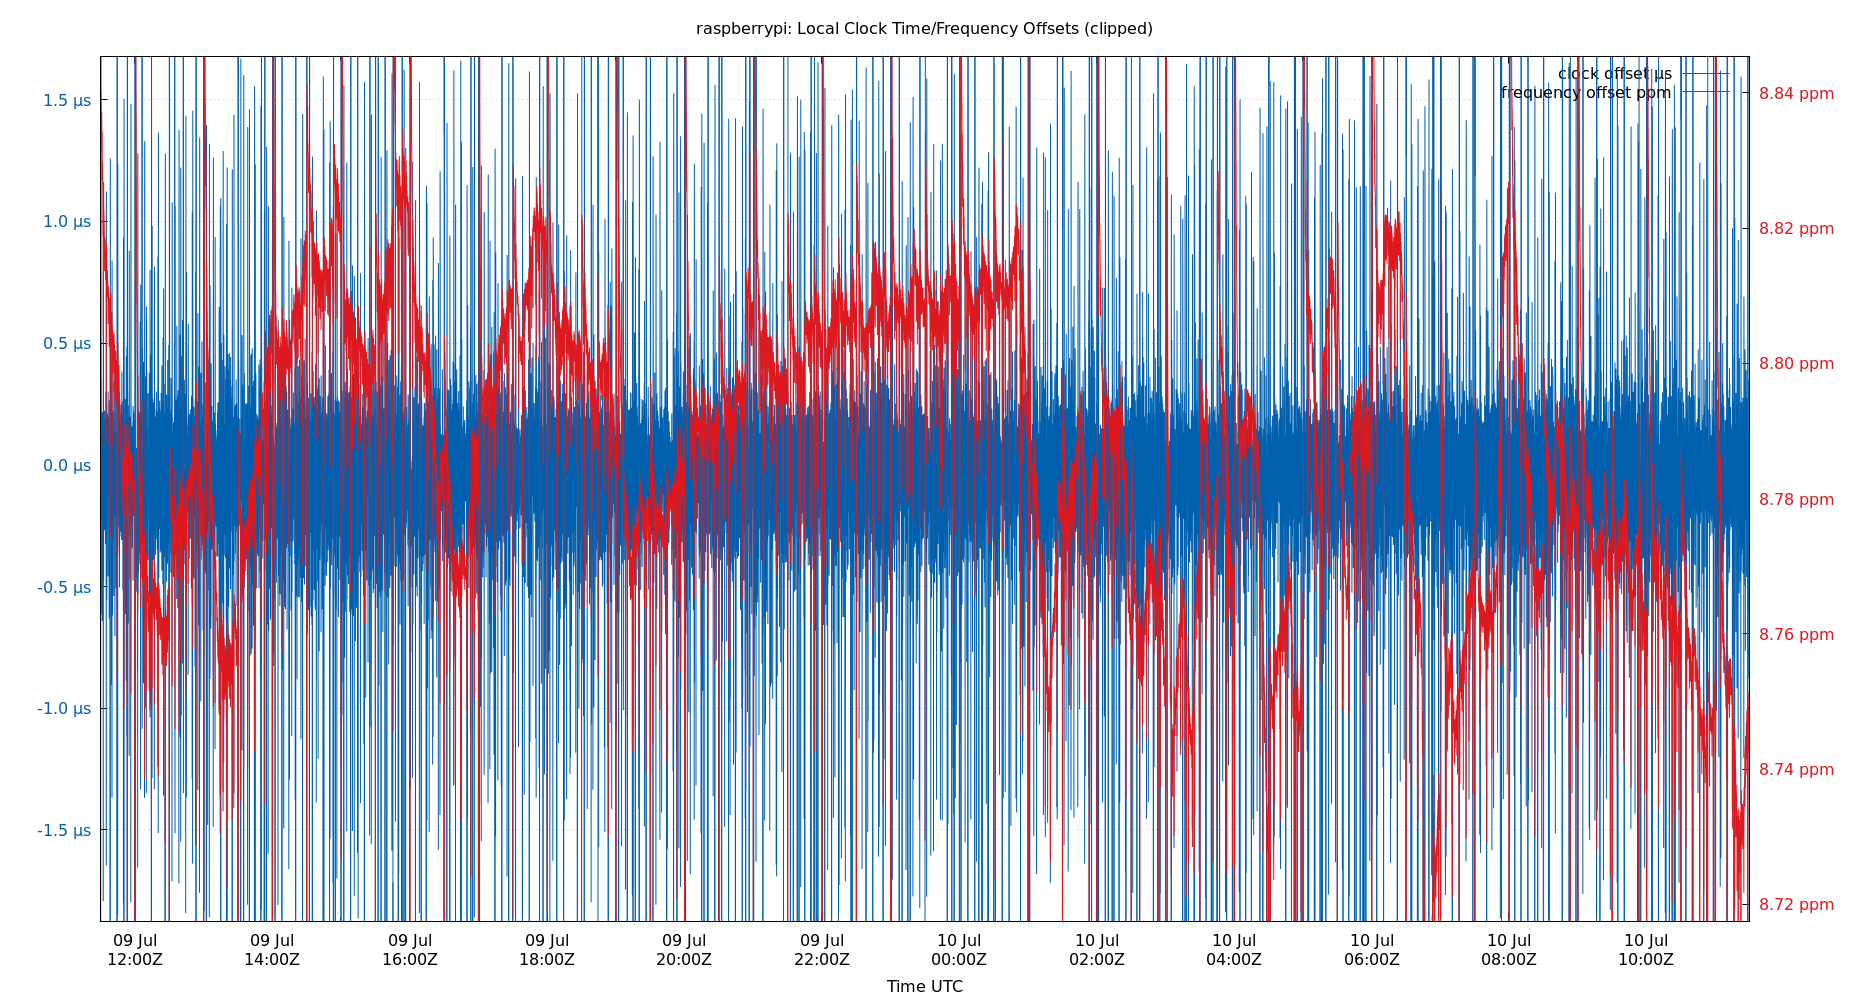 raspberrypi: Local Clock Time/Frequency Offsets (clipped)
clock offset µs
frequency offset ppm
1.5 µs
1.0 µs
0.5 µs
0.0 µs
-0.5 µs
-1.0 µs
-1.5 µs
8.84 ppm
8.82 ppm
8.80 ppm
8.78 ppm
8.76 ppm
8.74 ppm
8.72 ppm
09 Jul 09 Jul 09 Jul 09 Jul 09 Jul 09 Jul 10 Jul 10 Jul 10 Jul 10 Jul 10 Jul 10 Jul
12:00Z 14:00Z 16:00Z 18:00Z 20:00Z 22:00Z 00:00Z 02:00Z 04:00Z 06:00Z 08:00Z 10:00Z
Time UTC